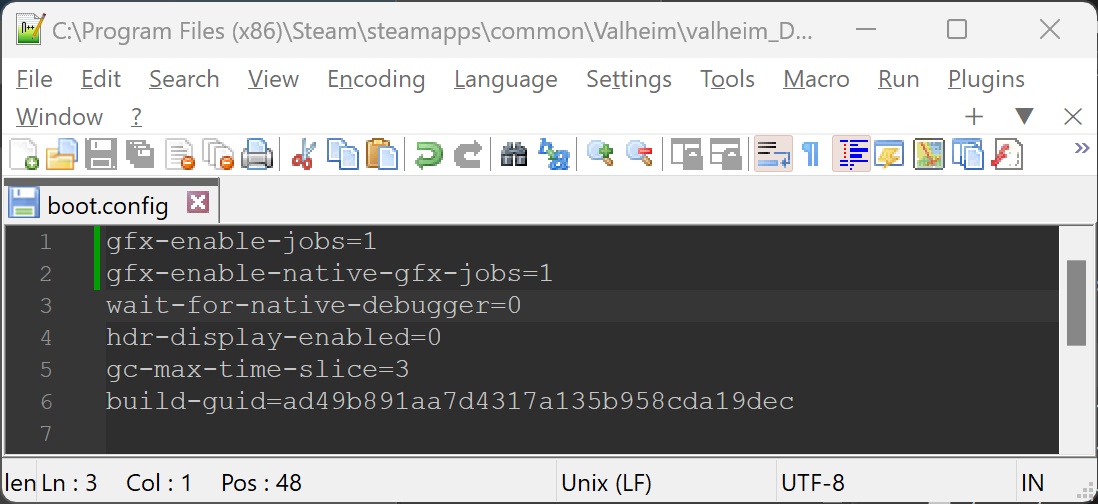 C:\Program Files (x86)\Steam\steamapps\common\Valheim\valheim_D...
File Edit Search View Encoding Language Settings Tools Macro Run Plugins
Window ?
boot.config
1 gfx-enable-jobs=1
2 gfx-enable-native-gfx-jobs=1
3 wait-for-native-debugger=0
4 hdr-display-enabled=0
5 gc-max-time-slice=3
6 build-guid=ad49b891aa7d4317a135b958cda19dec
7
len Ln : 3 Col : 1 Pos : 48 Unix (LF) UTF-8 IN